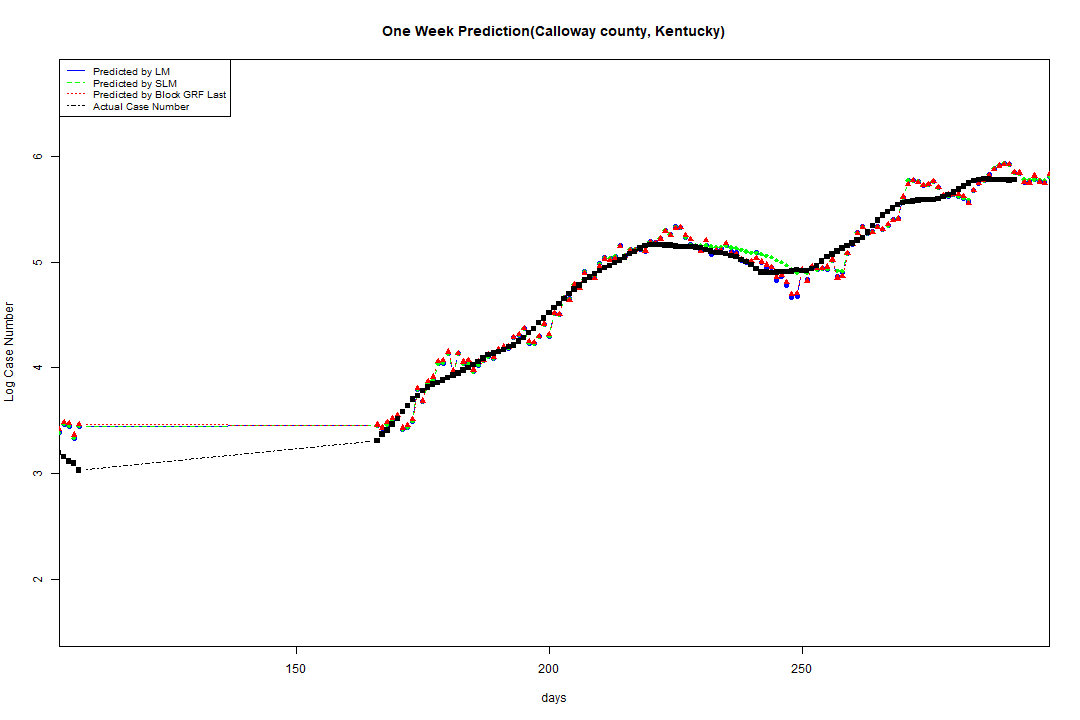 One Week Prediction(Calloway county, Kentucky)
Predicted by LM
Predicted by SLM
Predicted by Block GRF Last
Actual Case Number
Log Case Number
6
5
4
3
2
150 200 250
days